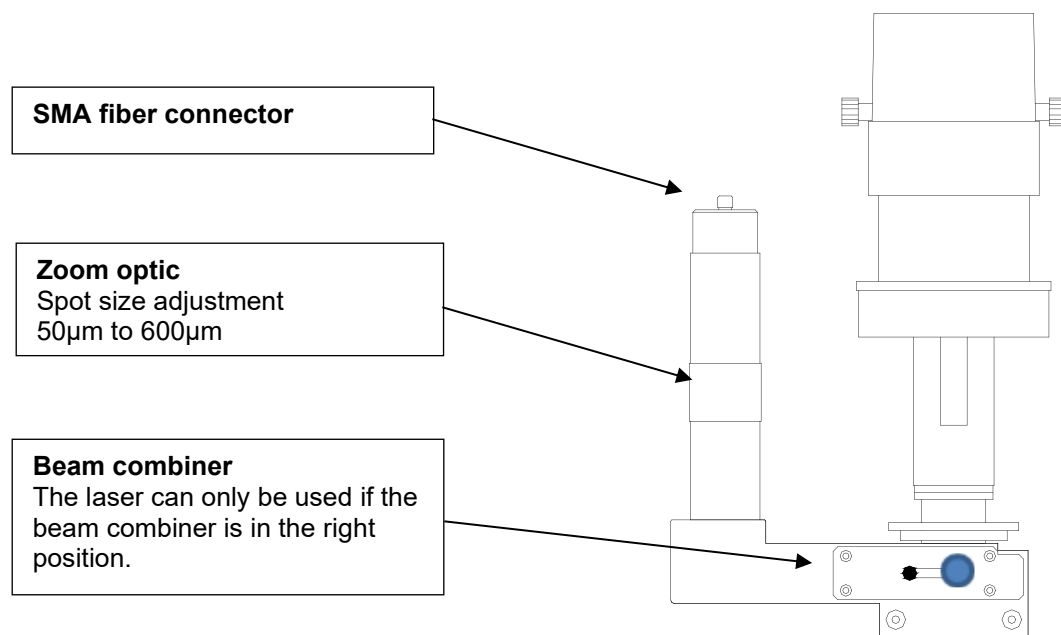 SMA fiber connector
Zoom optic
Spot size adjustment
50µm to 600µm
Beam combiner
The laser can only be used if the
beam combiner is in the right
position.